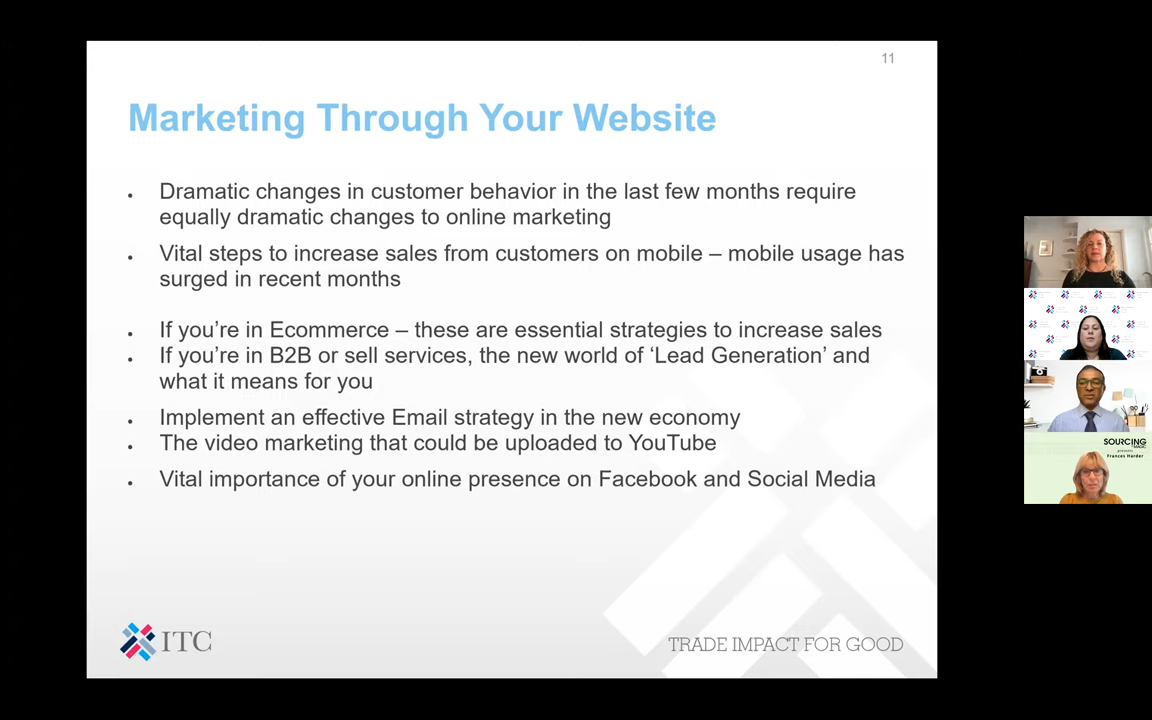 11
Marketing Through Your Website
Dramatic changes in customer behavior in the last few months require
equally dramatic changes to online marketing
Vital steps to increase sales from customers on mobile – mobile usage has
surged in recent months
If you're in Ecommerce – these are essential strategies to increase sales
If you're in B2B or sell services, the new world of ‘Lead Generation’ and
what it means for you
Implement an effective Email strategy in the new economy
The video marketing that could be uploaded to YouTube
Vital importance of your online presence on Facebook and Social Media
ITC
TRADE IMPACT FOR GOOD
SOURCING
Frances Harder